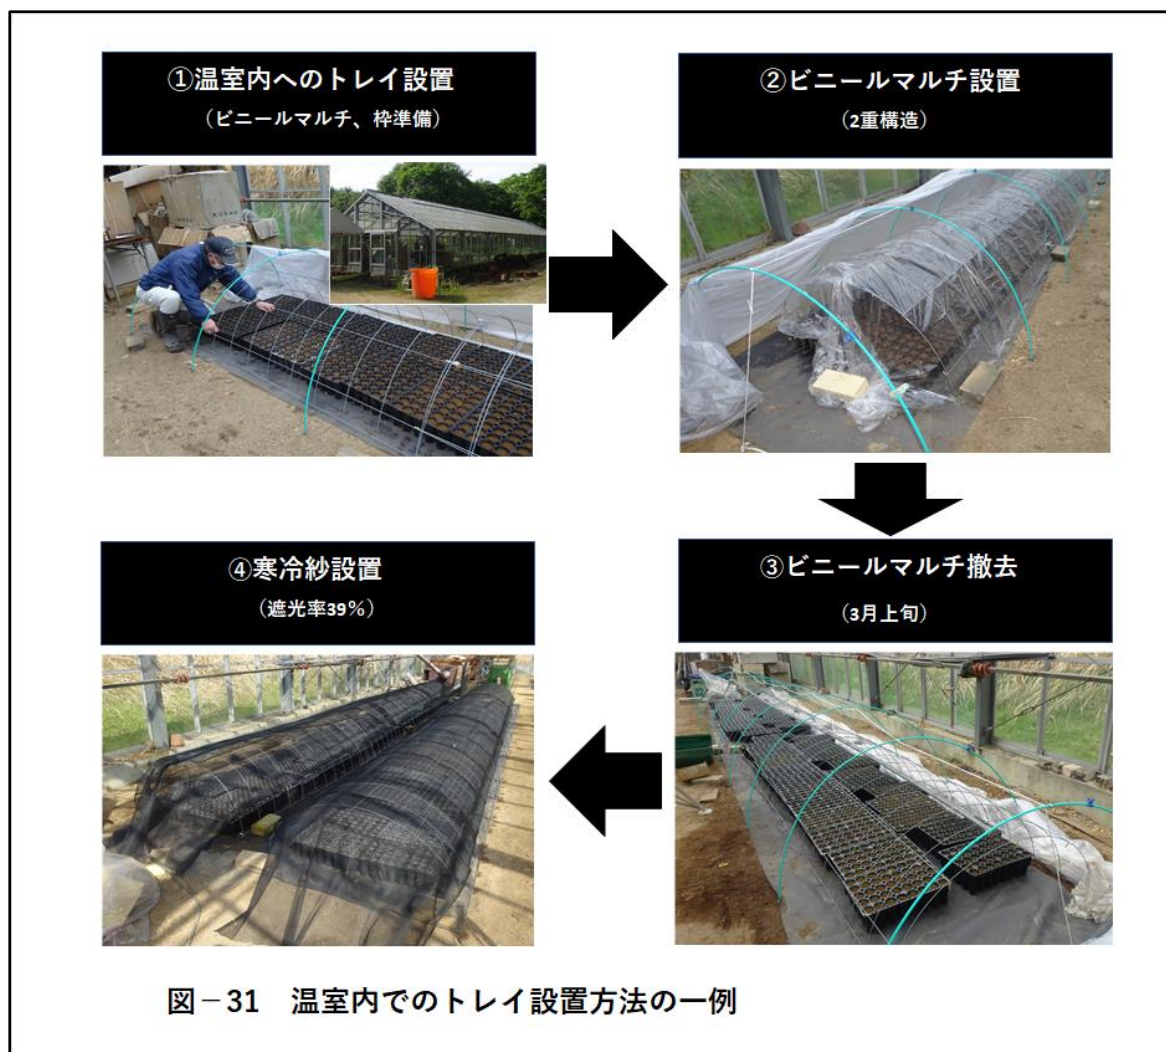 ①温室内へのトレイ設置
（ビニールマルチ、枠準備）
②ビニールマルチ設置
（2重構造）
③ビニールマルチ撤去
（3月上旬）
④寒冷紗設置
（遮光率39%）
図－31　温室内でのトレイ設置方法の一例